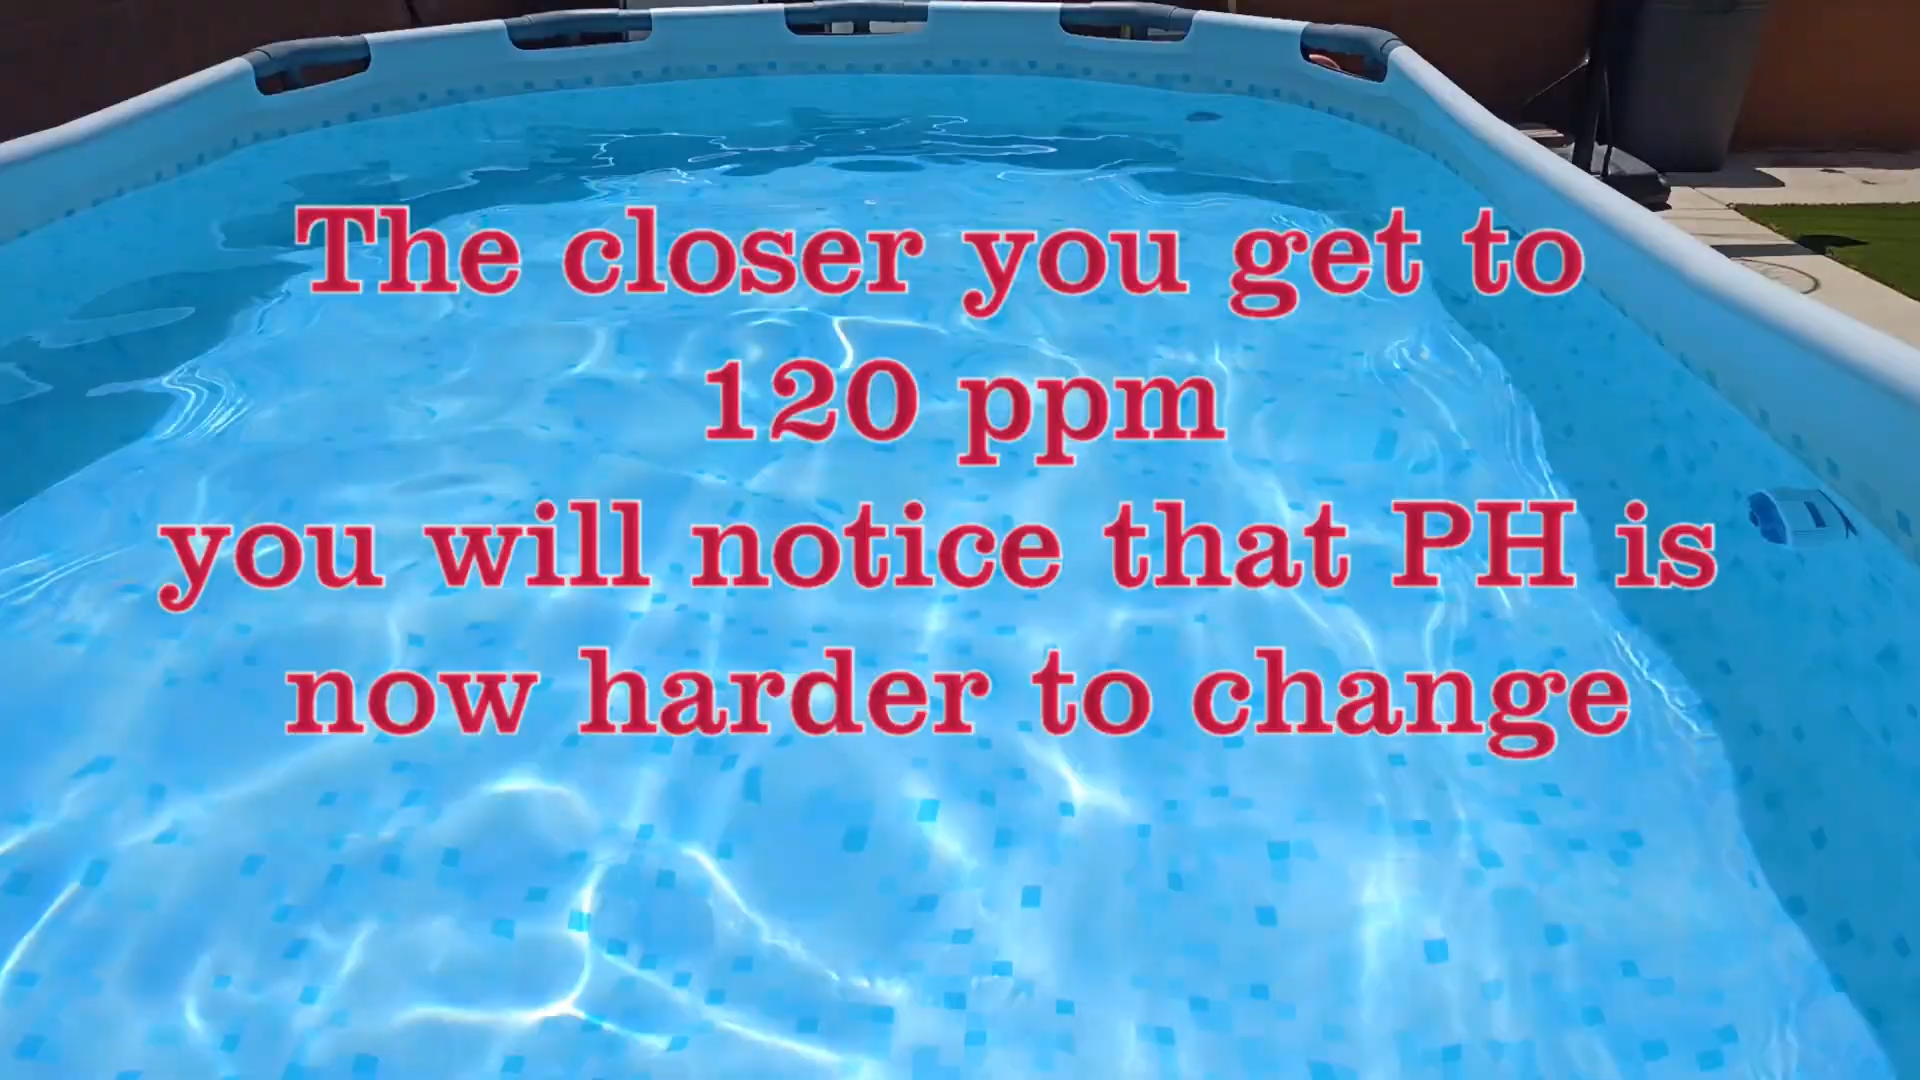 The closer you get to
120 ppm
you will notice that PH is
now harder to change